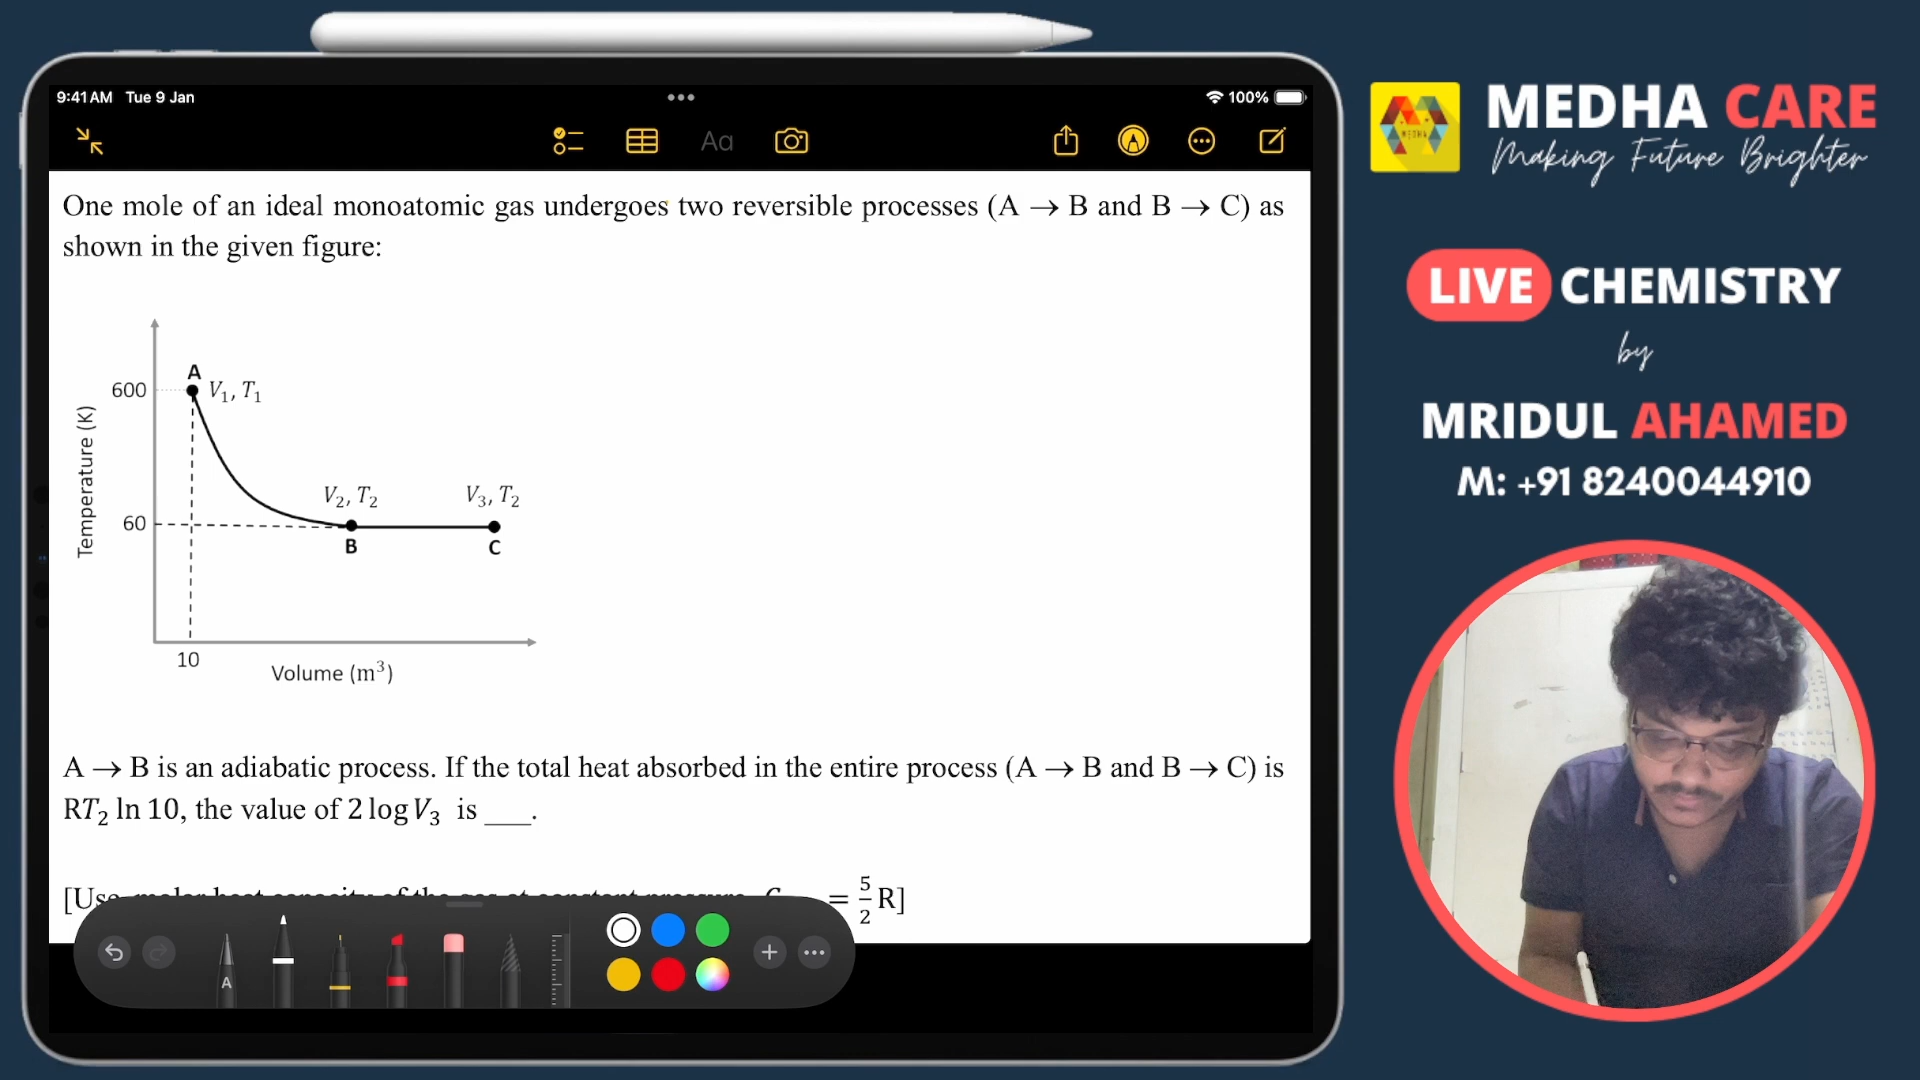 9:41 AM Tue 9 Jan
100%
Aa
One mole of an ideal monoatomic gas undergoes two reversible processes (A → B and B → C) as
shown in the given figure:
A
600
V₁, T₁
Temperature (K)
V₂, T₂
V₃, T₂
60
B
C
10
Volume (m³)
A → B is an adiabatic process. If the total heat absorbed in the entire process (A → B and B → C) is
RT₂ ln 10, the value of 2 log V₃ is ___.
[Use = 5/2 R]
A
MEDHA CARE
Making Future Brighter
MEDHA
LIVE CHEMISTRY
by
MRIDUL AHAMED
M: +91 8240044910